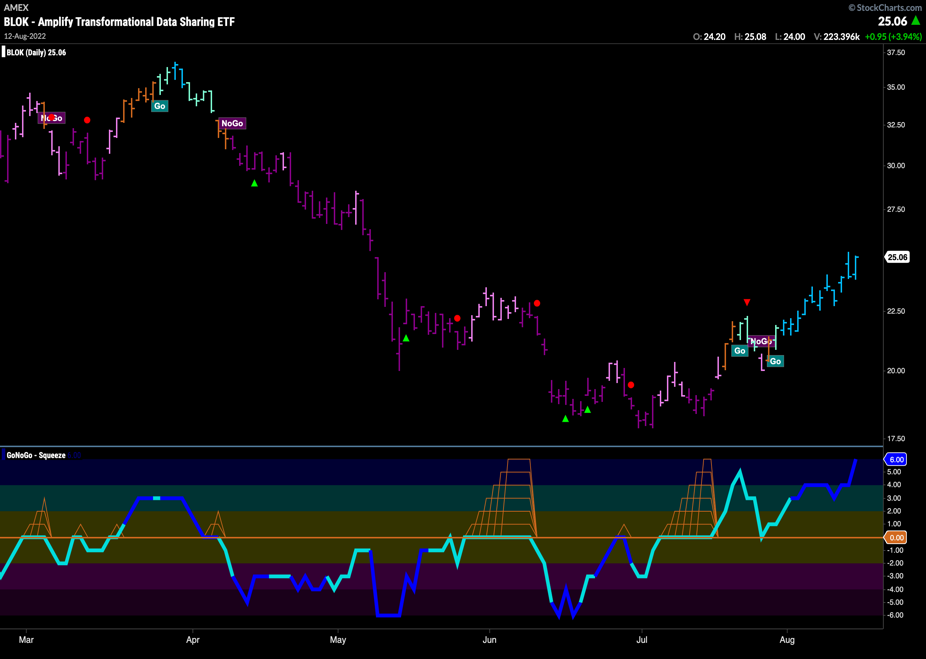 AMEX
© StockCharts.com
BLOK - Amplify Transformational Data Sharing ETF
25.06
12-Aug-2022
O: 24.20 H: 25.08 L: 24.00 V: 223.396k +0.95 (+3.94%)
BLOK (Daily) 25.06
37.50
35.00
32.50
30.00
27.50
25.06
22.50
20.00
17.50
NoGo
Go
NoGo
Go
NoGo
Go
GoNoGo - Squeeze
6.00
5.00
4.00
3.00
2.00
1.00
0.00
-1.00
-2.00
-3.00
-4.00
-5.00
-6.00
Mar Apr May Jun Jul Aug